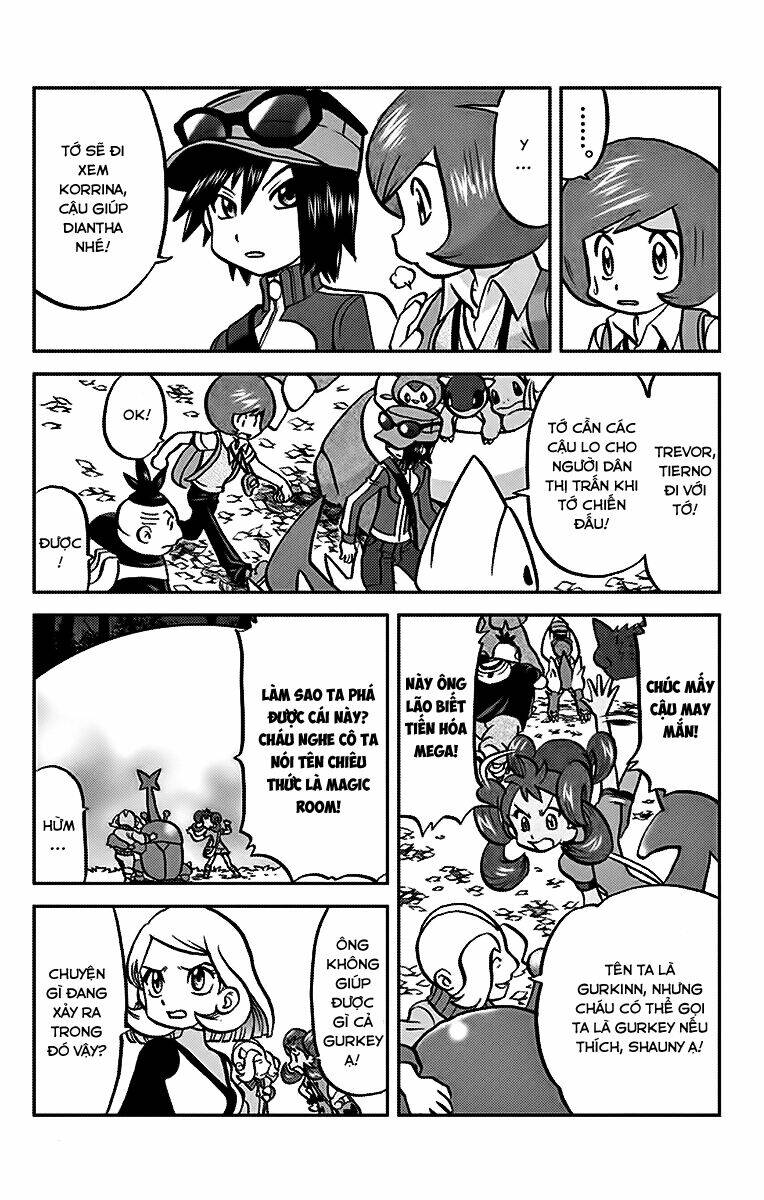 ......。
Y
...
TỚ SẼ ĐI
XEM
KORRINA,
CẬU GIÚP
DIANTHA
NHÉ!
TREVOR,
TIERNO
ĐI VỚI
TỚ!
TỚ CẦN CÁC
CẬU LO CHO
NGƯỜI DÂN
THỊ TRẤN KHI
TỚ CHIẾN
ĐẤU!
OK!
ĐƯỢC
!
CHÚC MẤY
CẬU MAY
MẮN!
NÀY ÔNG
LÃO BIẾT
TIẾN HÓA
MEGA!
TÊN TA LÀ
GURKINN, NHƯNG
CHÁU CÓ THỂ GỌI
TA LÀ GURKEY NẾU
THÍCH, SHAUNY Ạ!
LÀM SAO TA PHÁ
ĐƯỢC CÁI NÀY?
CHÁU NGHE CÔ TA
NÓI TÊN CHIÊU
THỨC LÀ MAGIC
ROOM!
HỪM
...
ÔNG
KHÔNG
GIÚP
ĐƯỢC
GÌ CẢ
GURKEY
Ạ!
CHUYỆN
GÌ ĐANG
XẢY RA
TRONG
ĐÓ VẬY?